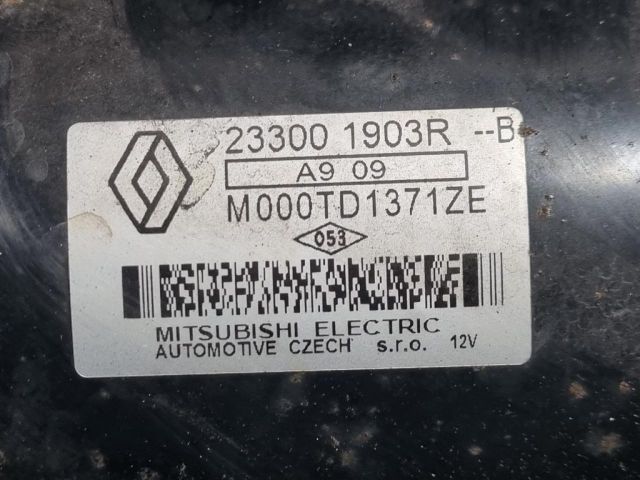 23300 1903R --B
A9 09
M000TD1371ZE
053
MITSUBISHI ELECTRIC
AUTOMOTIVE CZECH s.r.o. 12V